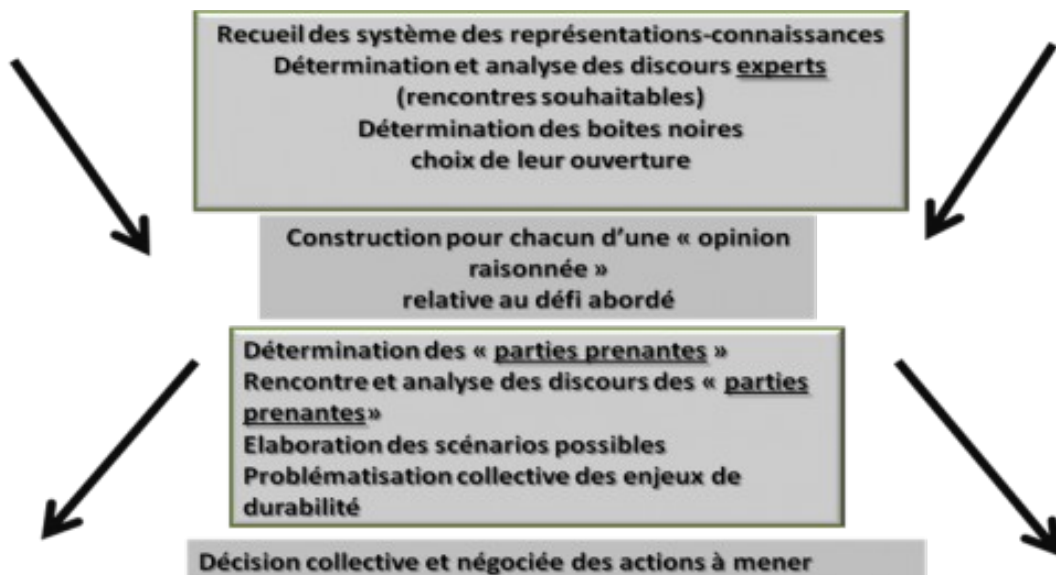 Recueil des système des représentations-connaissances
Détermination et analyse des discours experts
(rencontres souhaitables)
Détermination des boites noires
choix de leur ouverture
Construction pour chacun d'une « opinion
raisonnée »
relative au défi abordé
Détermination des « parties prenantes »
Rencontre et analyse des discours des « parties
prenantes»
Elaboration des scénarios possibles
Problématisation collective des enjeux de
durabilité
Décision collective et négociée des actions à mener